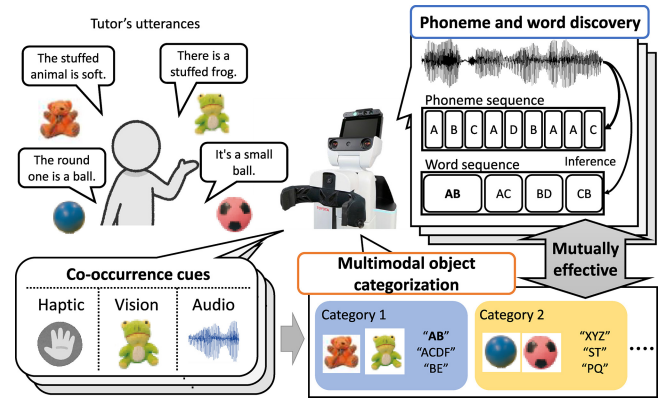 Tutor's utterances
The stuffed
animal is soft.
There is a
stuffed frog.
The round
one is a ball.
It's a small
ball.
Phoneme and word discovery
Phoneme sequence
A B C A D B A A C
Word sequence
Inference
AB AC BD CB
Mutually
effective
Co-occurrence cues
Haptic Vision Audio
Multimodal object
categorization
Category 1
"AB"
"ACDF"
"BE"
Category 2
"XYZ"
"ST"
"PQ"